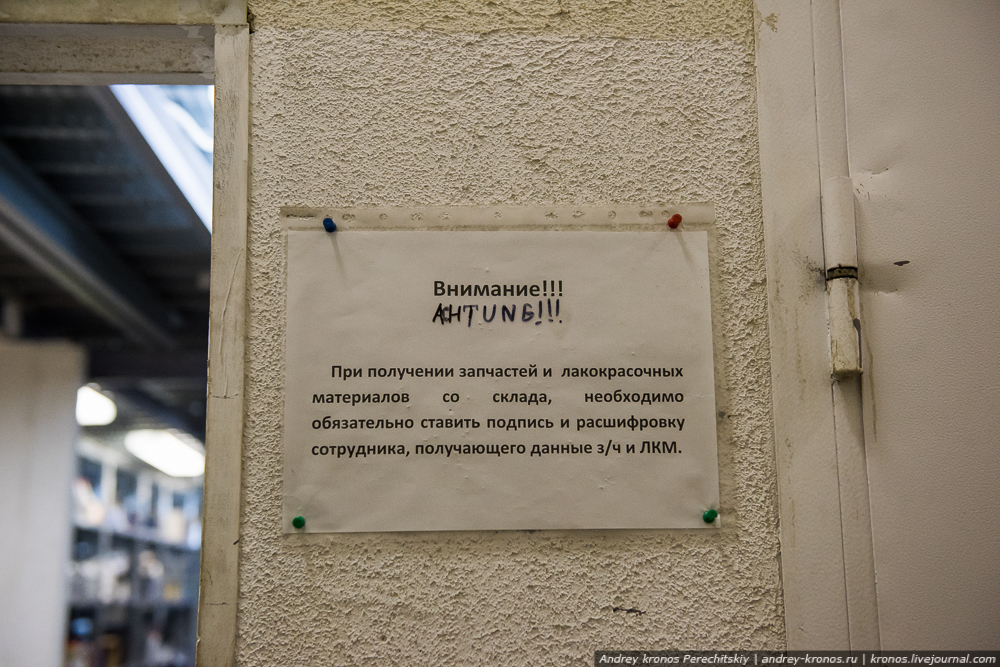 Внимание!!!
AHTUNG!!!
При получении запчастей и лакокрасочных
материалов со склада, необходимо
обязательно ставить подпись и расшифровку
сотрудника, получающего данные з/ч и ЛКМ.
Andrey kronos Perechitskiy | andrey-kronos.ru | kronos.livejournal.com